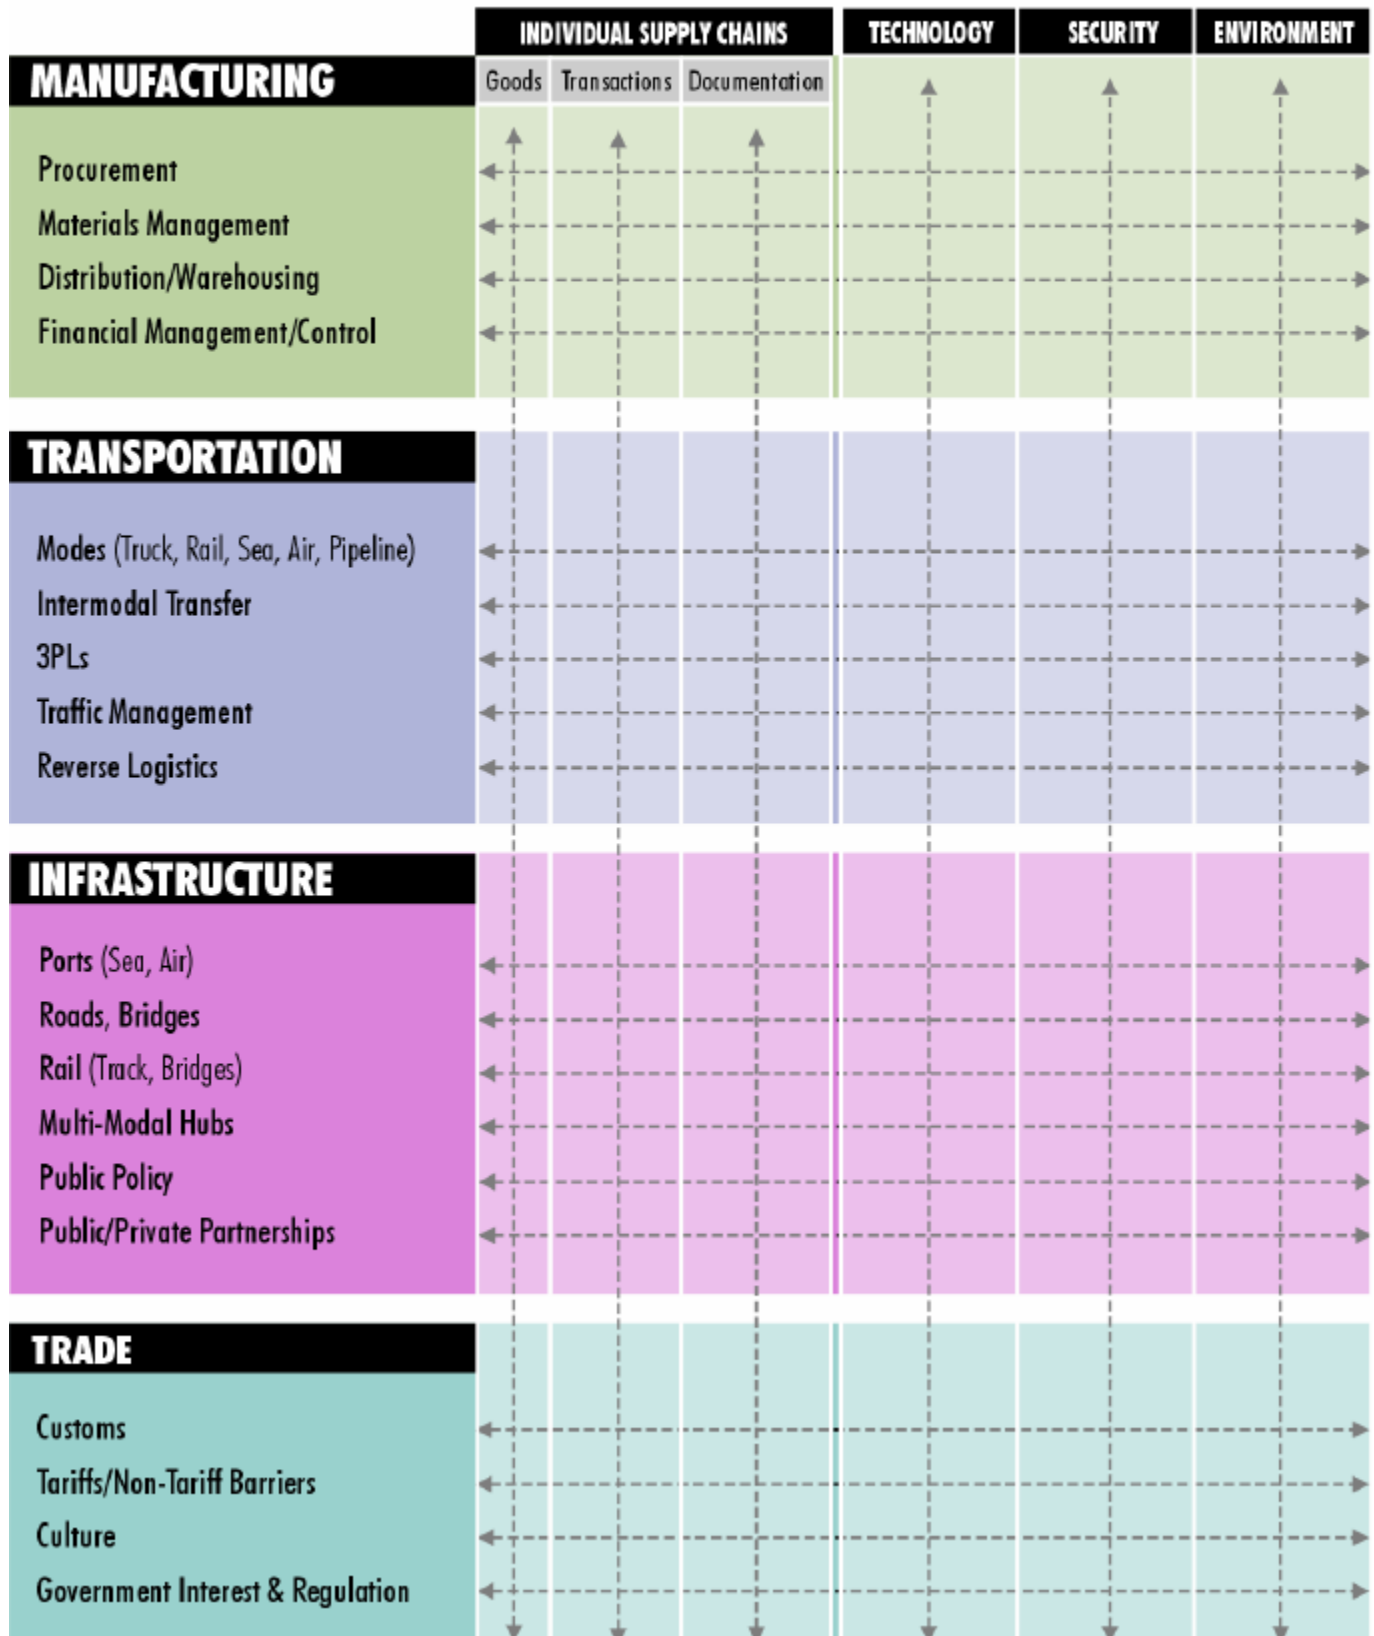 INDIVIDUAL SUPPLY CHAINS TECHNOLOGY SECURITY ENVIRONMENT
MANUFACTURING Goods Transactions Documentation
Procurement
Materials Management
Distribution/Warehousing
Financial Management/Control
TRANSPORTATION
Modes (Truck, Rail, Sea, Air, Pipeline)
Intermodal Transfer
3PLs
Traffic Management
Reverse Logistics
INFRASTRUCTURE
Ports (Sea, Air)
Roads, Bridges
Rail (Track, Bridges)
Multi-Modal Hubs
Public Policy
Public/Private Partnerships
TRADE
Customs
Tariffs/Non-Tariff Barriers
Culture
Government Interest & Regulation